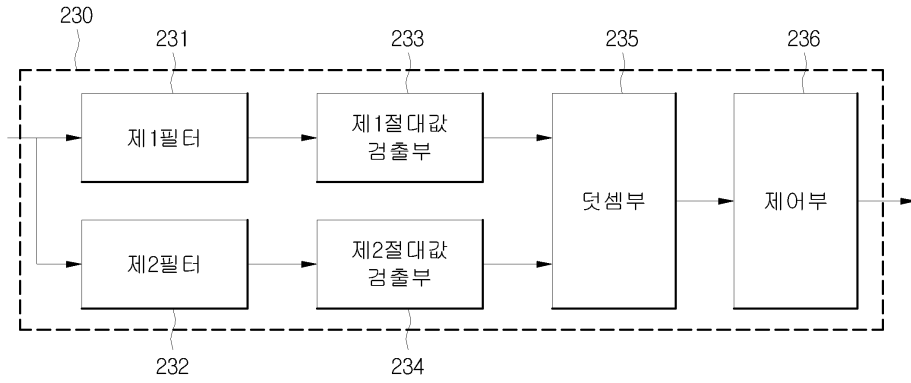 230
231
233
235
236
제1필터
제1절대값
검출부
덧셈부
제어부
제2필터
제2절대값
검출부
232
234